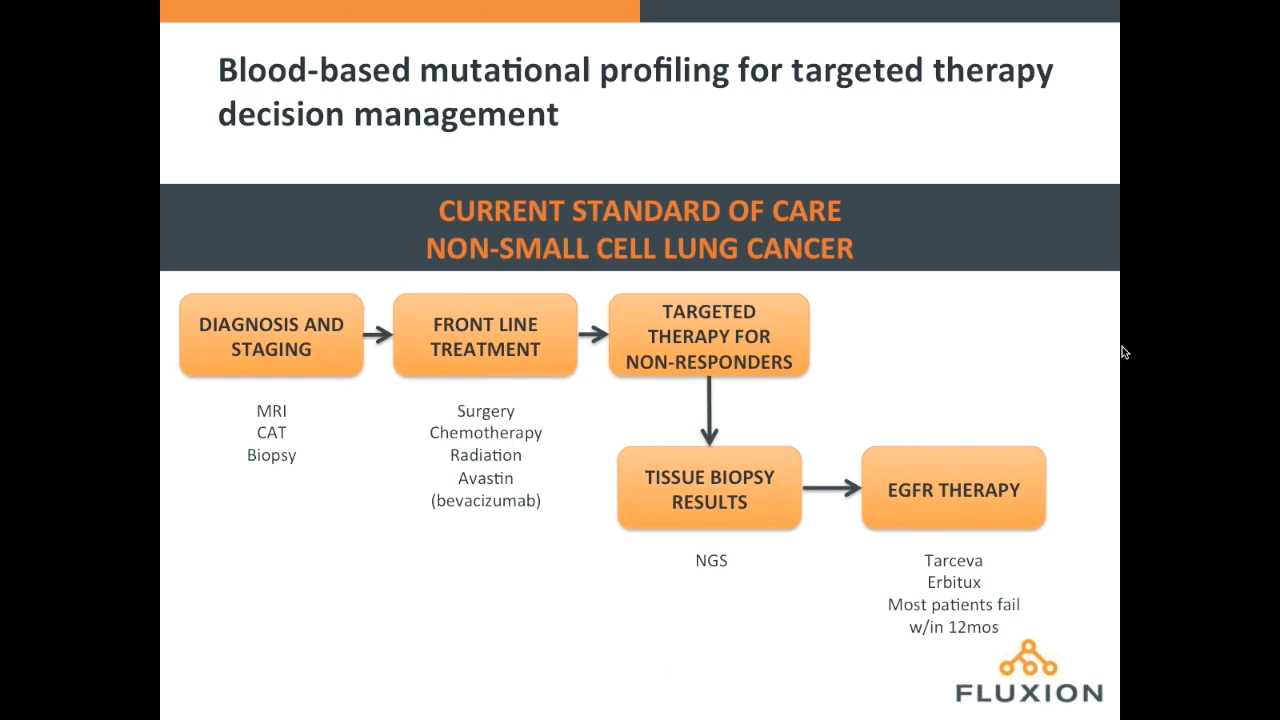 Blood-based mutational profiling for targeted therapy
decision management
CURRENT STANDARD OF CARE
NON-SMALL CELL LUNG CANCER
DIAGNOSIS AND
STAGING
MRI
CAT
Biopsy
FRONT LINE
TREATMENT
Surgery
Chemotherapy
Radiation
Avastin
(bevacizumab)
TARGETED
THERAPY FOR
NON-RESPONDERS
TISSUE BIOPSY
RESULTS
NGS
EGFR THERAPY
Tarceva
Erbitux
Most patients fail
w/in 12mos
FLUXION